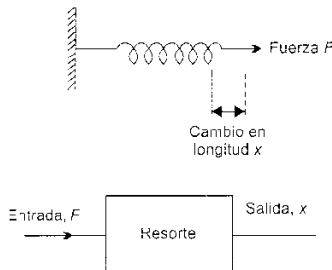 Fuerza F
Cambio en
longitud x
Entrada, F
Salida, x
Resorte